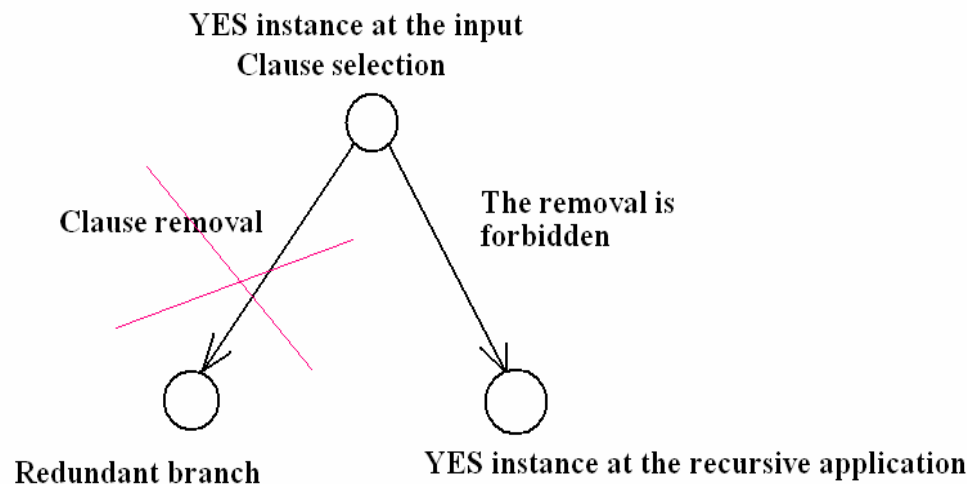 YES instance at the input
Clause selection
Clause removal
The removal is
forbidden
Redundant branch
YES instance at the recursive application